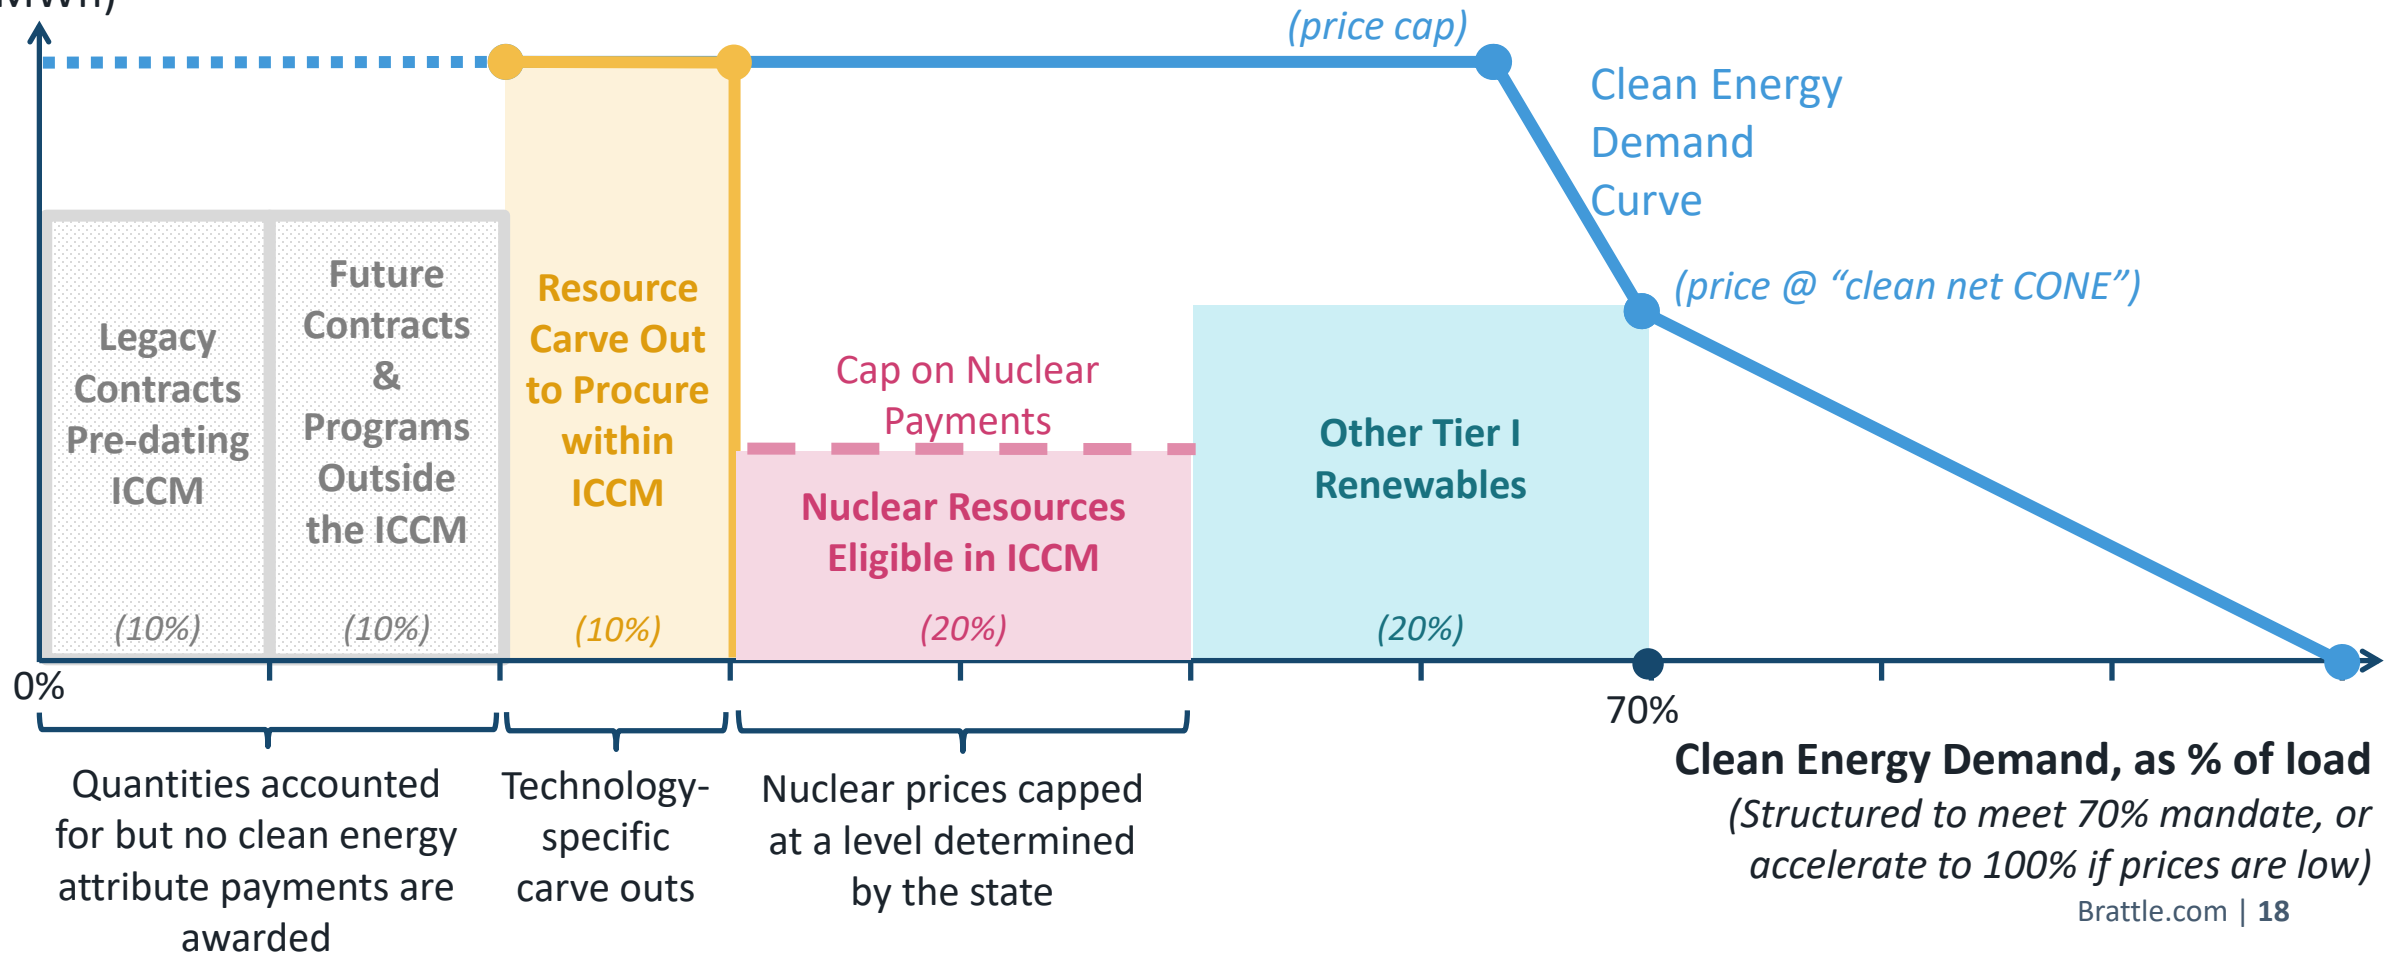 (price cap)
Clean Energy
Demand
Curve
(price @ “clean net CONE”)
Legacy
Contracts
Pre-dating
ICCM
(10%)
Future
Contracts
&
Programs
Outside
the ICCM
(10%)
Resource
Carve Out
to Procure
within
ICCM
(10%)
Cap on Nuclear
Payments
Nuclear Resources
Eligible in ICCM
(20%)
Other Tier I
Renewables
(20%)
0%
70%
Quantities accounted
for but no clean energy
attribute payments are
awarded
Technology-
specific
carve outs
Nuclear prices capped
at a level determined
by the state
Clean Energy Demand, as % of load
(Structured to meet 70% mandate, or
accelerate to 100% if prices are low)
Brattle.com | 18